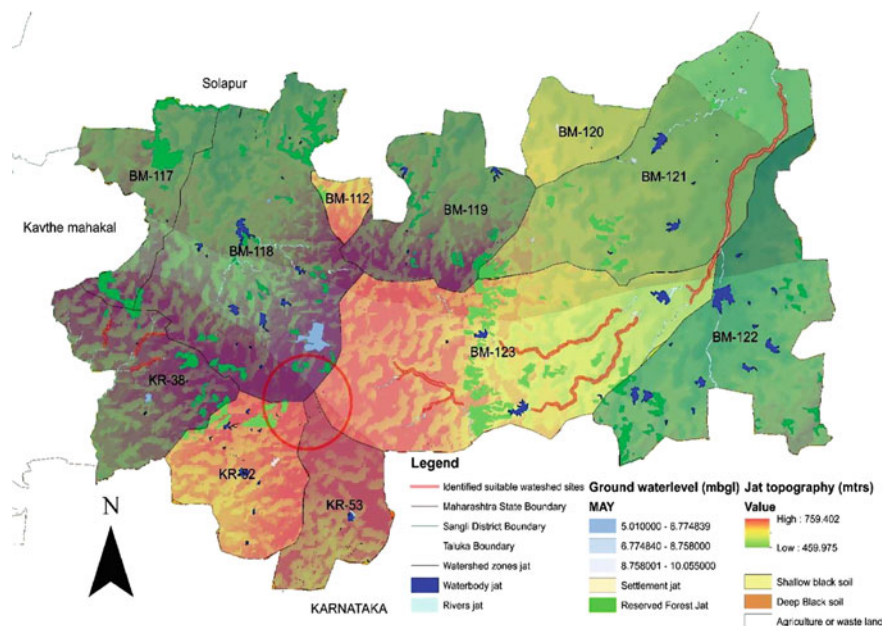 Solapur
BM-120
BM-117
BM-121
BM-112
BM-119
Kavthe mahakal
BM-118
BM-122
BM-123
KR-38
KR-52
KR-53
N
KARNATAKA
Legend
Identified suitable wateshed sites
Maharashtra State Boundary
Sangli District Boundary
Taluka Boundary
Watershed zones jat
Waterbody jat
Rivers jat
Ground waterlevel (mbgl)
MAY
5.010000 - 6.774839
6.774840 - 8.758000
8.758001 - 10.055000
Settlement jat
Reserved Forest Jat
Jat topography (mtrs)
Value
High : 759.402
Low : 459.975
Shallow black soil
Deep Black soil
Agriculture or waste land